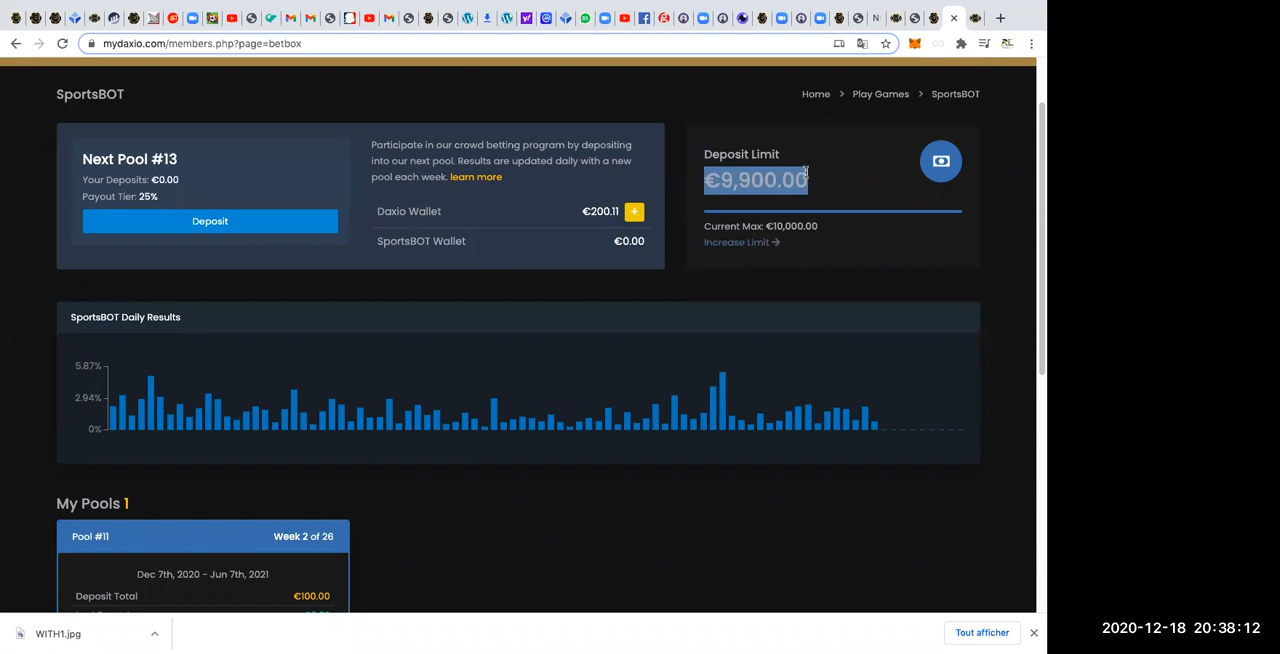 mydaxio.com/members.php?page=betbox
SportsBOT
Home > Play Games > SportsBOT
Next Pool #13
Your Deposits: €0.00
Payout Tier: 25%
Deposit
Participate in our crowd betting program by depositing
into our next pool. Results are updated daily with a new
pool each week. learn more
Daxio Wallet €200.11 +
SportsBOT Wallet €0.00
Deposit Limit
€9,900.00
Current Max: €10,000.00
Increase Limit →
SportsBOT Daily Results
5.87%
2.94%
0%
My Pools 1
Pool #11 Week 2 of 26
Dec 7th, 2020 - Jun 7th, 2021
Deposit Total €100.00
WITH1.jpg
Tout afficher
2020-12-18 20:38:12